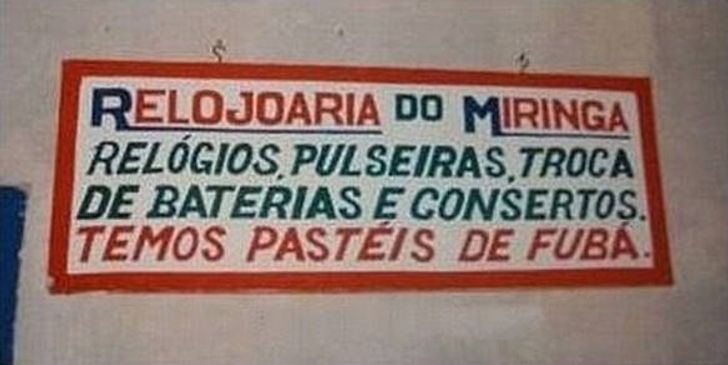 RELOJOARIA DO MIRINGA
RELÓGIOS, PULSEIRAS, TROCA
DE BATERIAS E CONSERTOS.
TEMOS PASTÉIS DE FUBÁ.